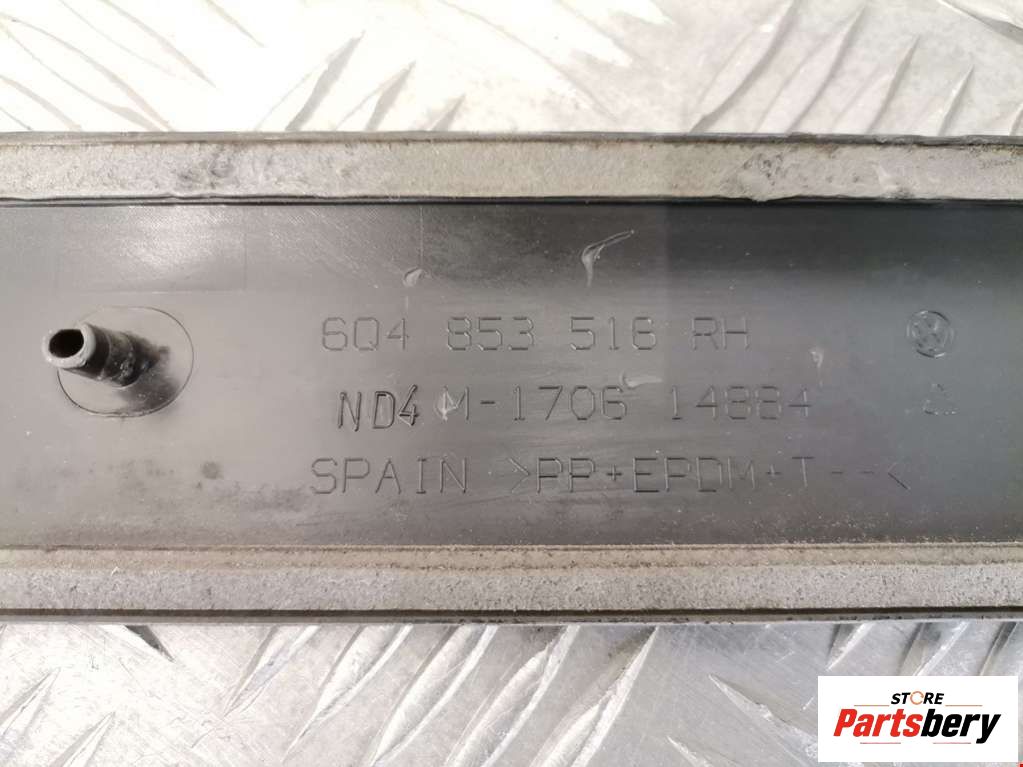 6Q4 853 516 RH
ND4 M-1706 14884
SPAIN >PP+EPDM+T--<
STORE
Partsbery